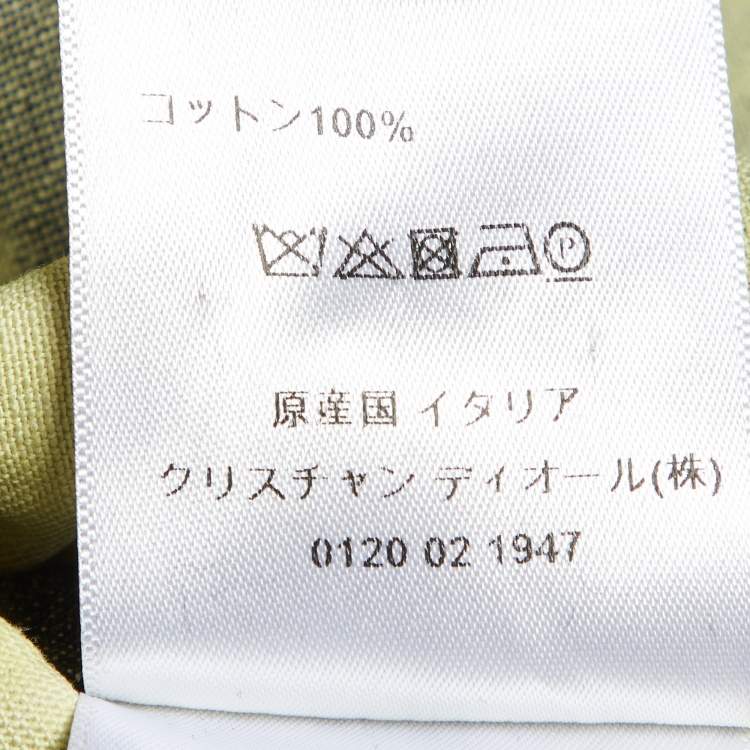 コットン100%
P
原産国 イタリア
クリスチャン ディオール(株)
0120 02 1947